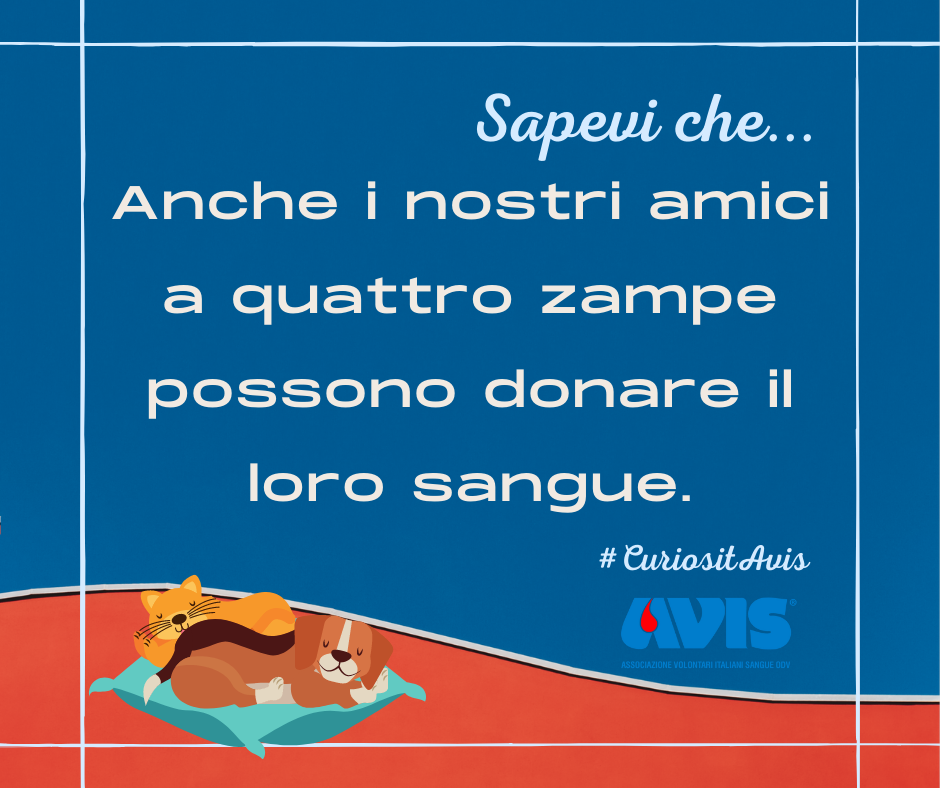 Sapevi che...
Anche i nostri amici
a quattro zampe
possono donare il
loro sangue.
#CuriositAvis
AVIS®
ASSOCIAZIONE VOLONTARI ITALIANI SANGUE ODV